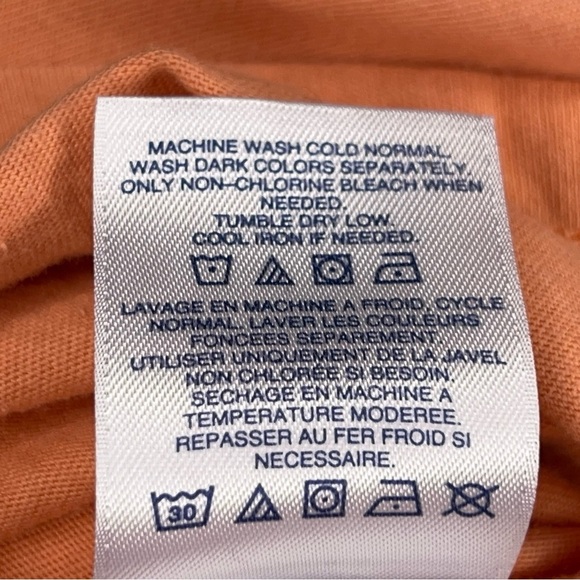 MACHINE WASH COLD NORMAL.
WASH DARK COLORS SEPARATELY.
ONLY NON-CHLORINE BLEACH WHEN
NEEDED.
TUMBLE DRY LOW.
COOL IRON IF NEEDED.
LAVAGE EN MACHINE A FROID, CYCLE
NORMAL. LAVER LES COULEURS
FONCÉES SEPAREMENT
UTILISER UNIQUEMENT DE LA JAVEL
NON CHLORÉE SI BESOIN.
SECHAGE EN MACHINE A
TEMPERATURE MODEREE.
REPASSER AU FER FROID SI
NECESSAIRE.
30